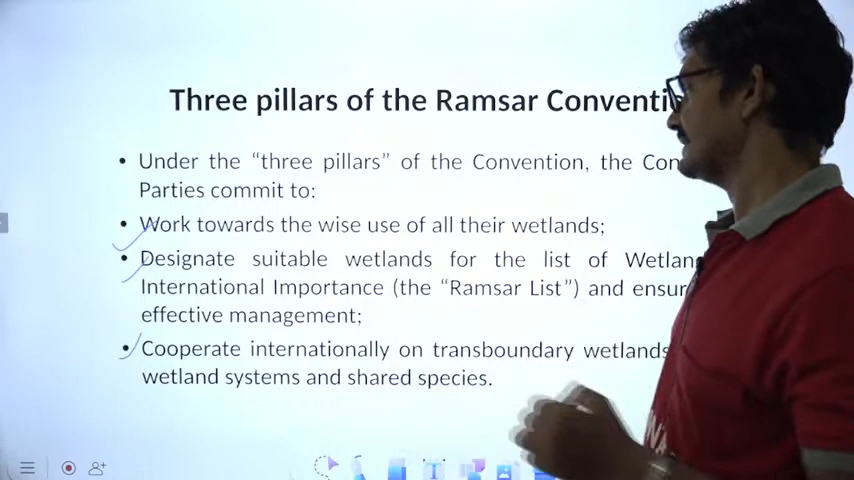 Three pillars of the Ramsar Conventi
• Under the “three pillars” of the Convention, the Con
Parties commit to:
• Work towards the wise use of all their wetlands;
• Designate suitable wetlands for the list of Wetlan
International Importance (the “Ramsar List”) and ensur
effective management;
• Cooperate internationally on transboundary wetlands
wetland systems and shared species.